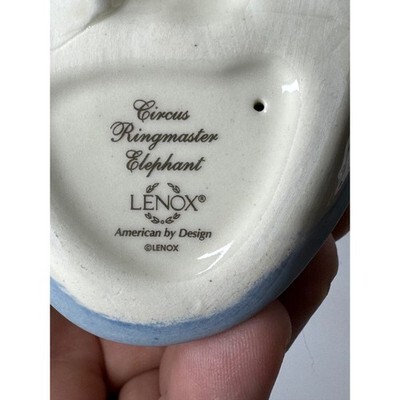 Circus
Ringmaster
Elephant
LENOX®
American by Design
©LENOX